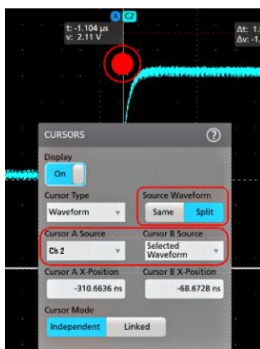 A C2
t: -1.104 µs
v: 2.11 V
Δt: 1.
Δv: -1.
CURSORS ?
Display
On
Cursor Type Source Waveform
Waveform Same Split
Cursor A Source Cursor B Source
Ch 2 Selected Waveform
Cursor A X-Position Cursor B X-Position
-310.6636 ns -68.6728 ns
Cursor Mode
Independent Linked